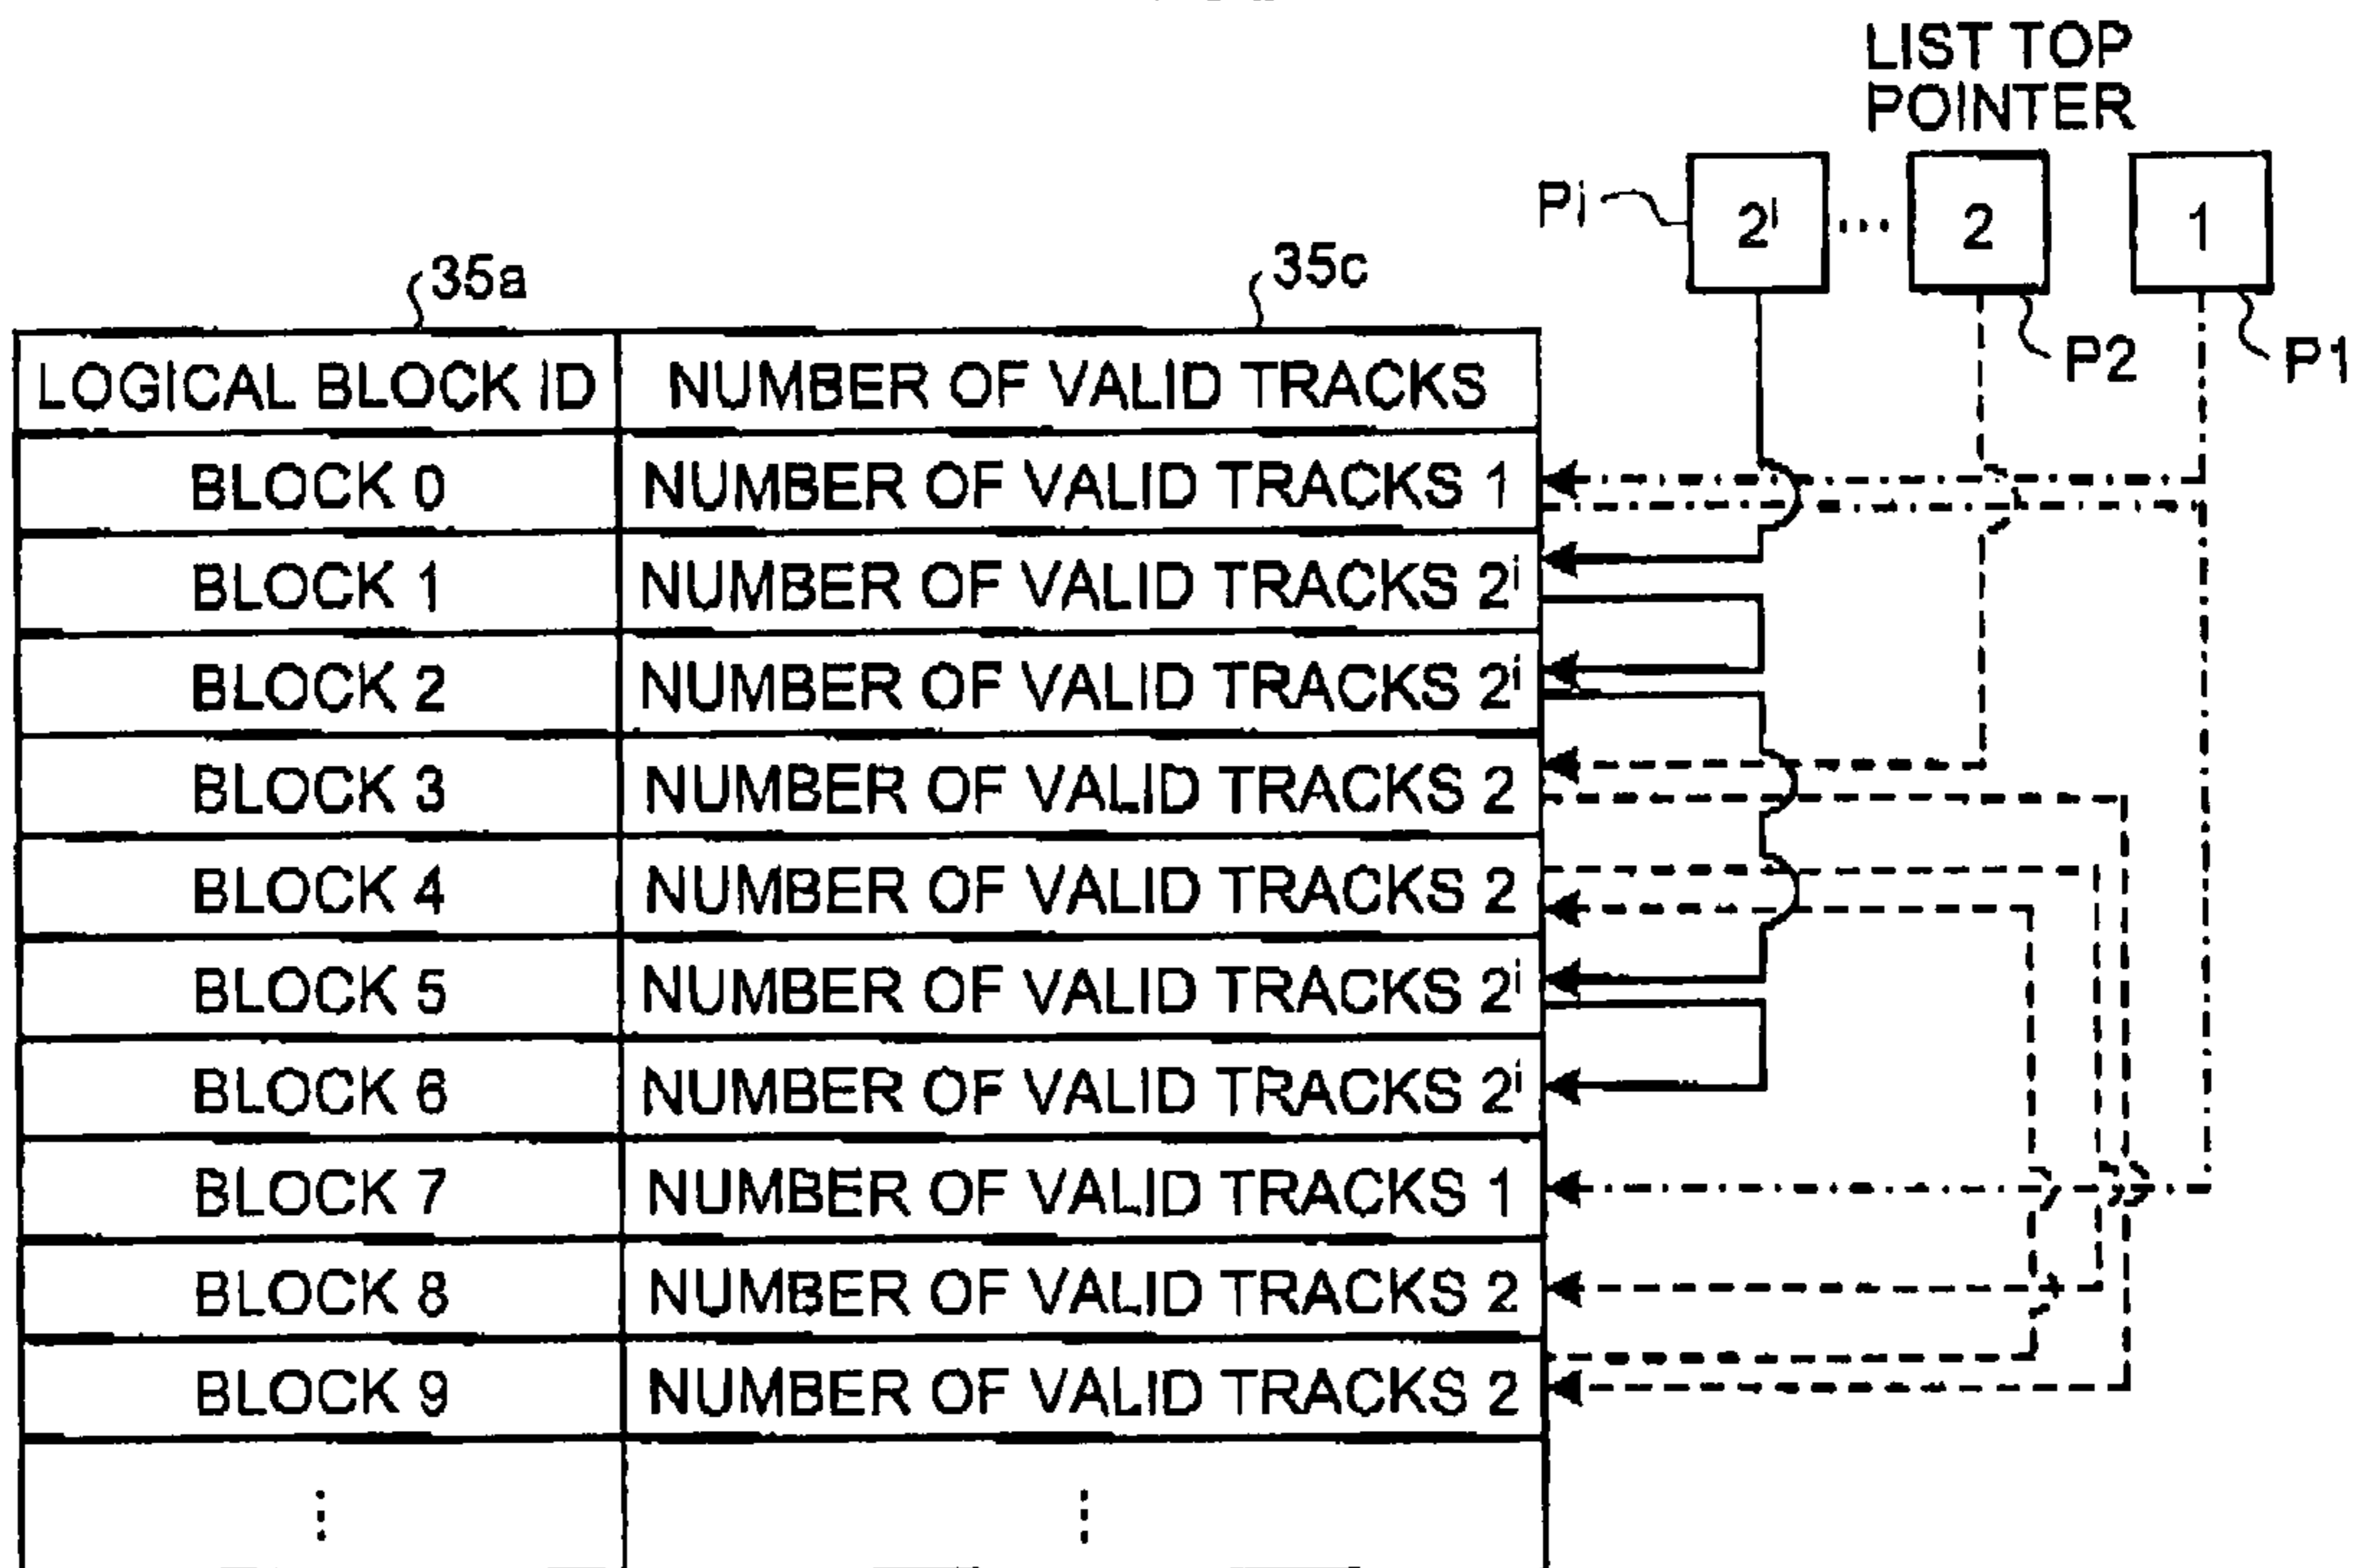 LIST TOP
POINTER
Pi
2ⁱ
...
2
1
35a
35c
P2
P1
LOGICAL BLOCK ID NUMBER OF VALID TRACKS
BLOCK 0 NUMBER OF VALID TRACKS 1
BLOCK 1 NUMBER OF VALID TRACKS 2ⁱ
BLOCK 2 NUMBER OF VALID TRACKS 2ⁱ
BLOCK 3 NUMBER OF VALID TRACKS 2
BLOCK 4 NUMBER OF VALID TRACKS 2
BLOCK 5 NUMBER OF VALID TRACKS 2ⁱ
BLOCK 6 NUMBER OF VALID TRACKS 2ⁱ
BLOCK 7 NUMBER OF VALID TRACKS 1
BLOCK 8 NUMBER OF VALID TRACKS 2
BLOCK 9 NUMBER OF VALID TRACKS 2
⋮ ⋮